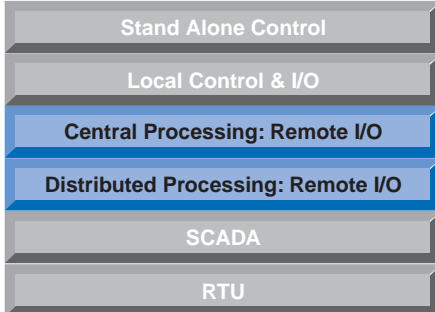 Stand Alone Control
Local Control & I/O
Central Processing: Remote I/O
Distributed Processing: Remote I/O
SCADA
RTU